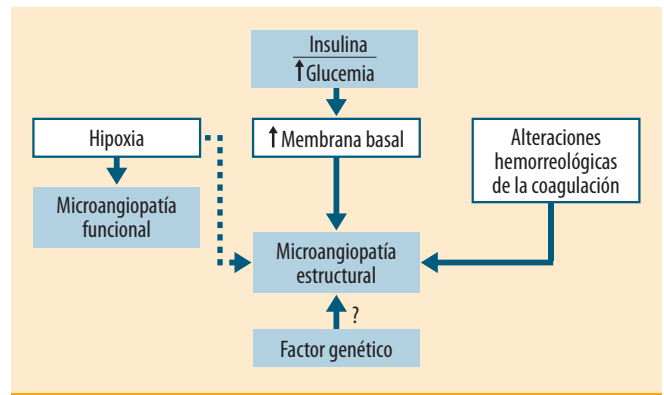 Insulina
↑Glucemia
Hipoxia
↑Membrana basal
Alteraciones
hemorreológicas
de la coagulación
Microangiopatía
funcional
Microangiopatía
estructural
?
Factor genético